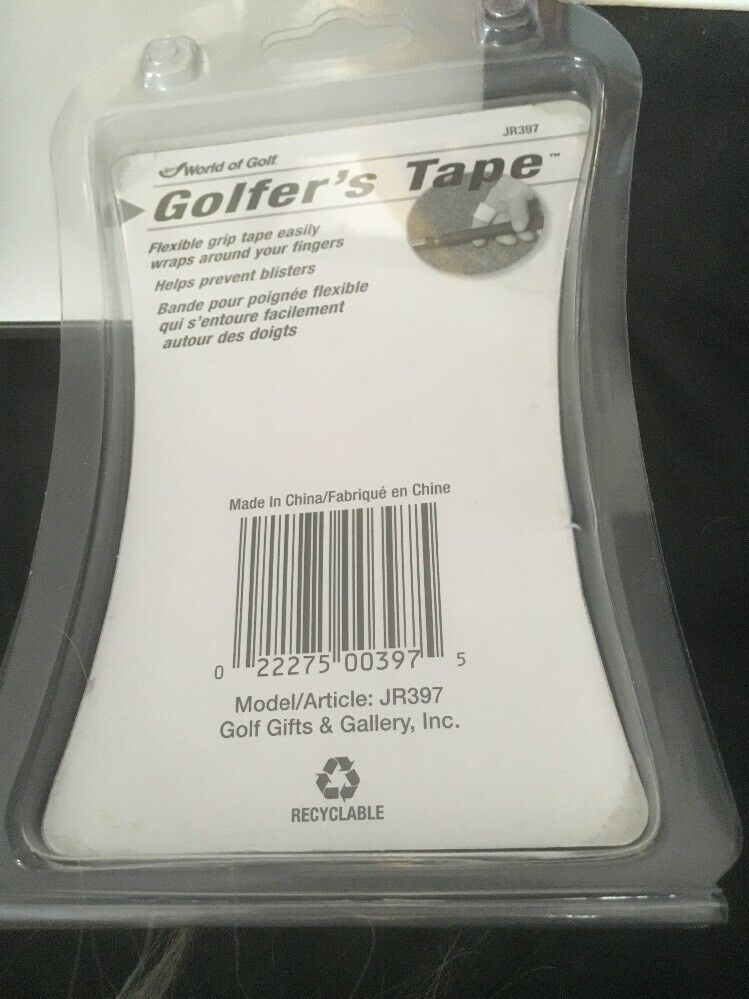 JR397
World of Golf.
Golfer's Tape™
Flexible grip tape easily
wraps around your fingers
Helps prevent blisters
Bande pour poignée flexible
qui s'entoure facilement
autour des doigts
Made In China/Fabriqué en Chine
0 22275 00397 5
Model/Article: JR397
Golf Gifts & Gallery, Inc.
RECYCLABLE